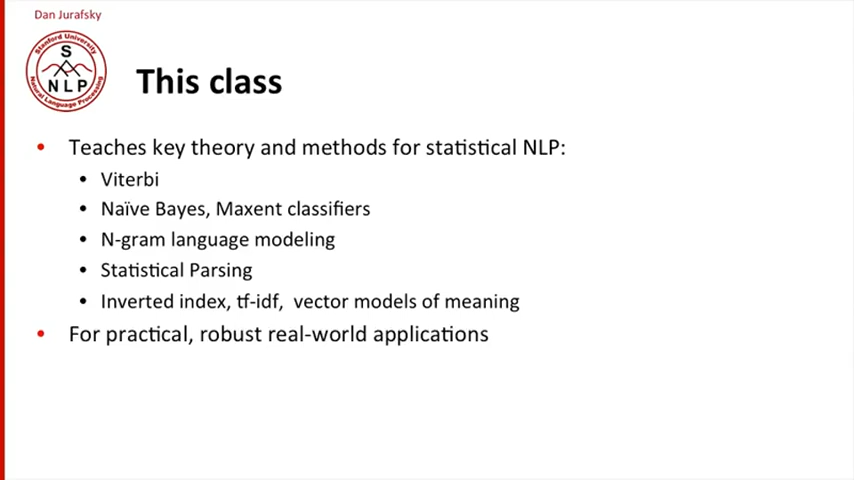 Dan Jurafsky
Stanford University
S
NLP
Natural Language Processing
This class
• Teaches key theory and methods for statistical NLP:
• Viterbi
• Naïve Bayes, Maxent classifiers
• N-gram language modeling
• Statistical Parsing
• Inverted index, tf-idf, vector models of meaning
• For practical, robust real-world applications